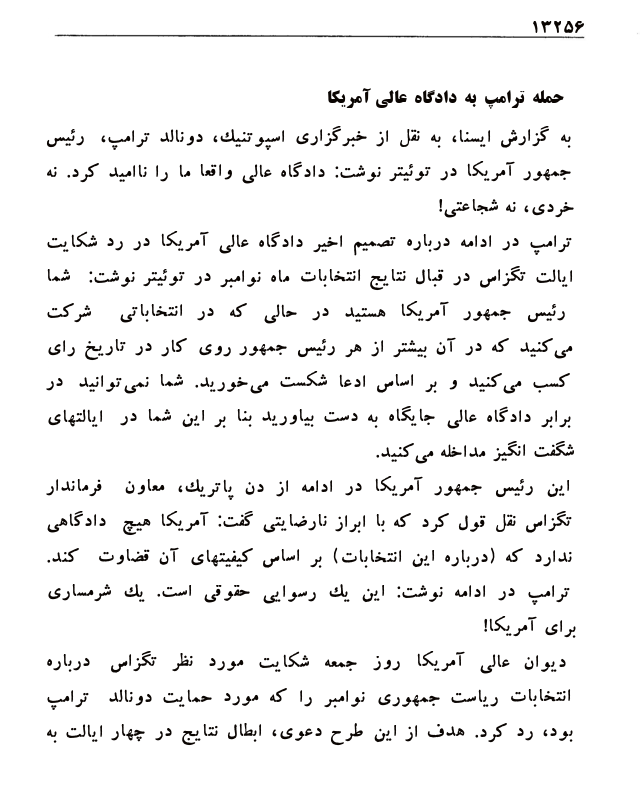 ۱۳۲۵۶
حمله ترامپ به دادگاه عالی آمریکا
به گزارش ایسنا، به نقل از خبرگزاری اسپوتنیك، دونالد ترامپ، رئیس
جمهور آمریکا در توئیتر نوشت: دادگاه عالی واقعا ما را ناامید کرد. نه
خردی، نه شجاعتی!
ترامپ در ادامه درباره تصمیم اخیر دادگاه عالی آمریکا در رد شکایت
ایالت تگزاس در قبال نتایج انتخابات ماه نوامبر در توئیتر نوشت: شما
رئیس جمهور آمریکا هستید در حالی که در انتخاباتی شرکت
می‌کنید که در آن بیشتر از هر رئیس جمهور روی کار در تاریخ رای
کسب می‌کنید و بر اساس ادعا شکست می‌خورید. شما نمی‌توانید در
برابر دادگاه عالی جایگاه به دست بیاورید بنا بر این شما در ایالتهای
شگفت انگیز مداخله می‌کنید.
این رئیس جمهور آمریکا در ادامه از دن پاتریك، معاون فرماندار
تگزاس نقل قول کرد که با ابراز نارضایتی گفت: آمریکا هیچ دادگاهی
ندارد که (درباره این انتخابات) بر اساس کیفیتهای آن قضاوت کند.
ترامپ در ادامه نوشت: این یك رسوایی حقوقی است. یك شرمساری
برای آمریکا!
دیوان عالی آمریکا روز جمعه شکایت مورد نظر تگزاس درباره
انتخابات ریاست جمهوری نوامبر را که مورد حمایت دونالد ترامپ
بود، رد کرد. هدف از این طرح دعوی، ابطال نتایج در چهار ایالت به